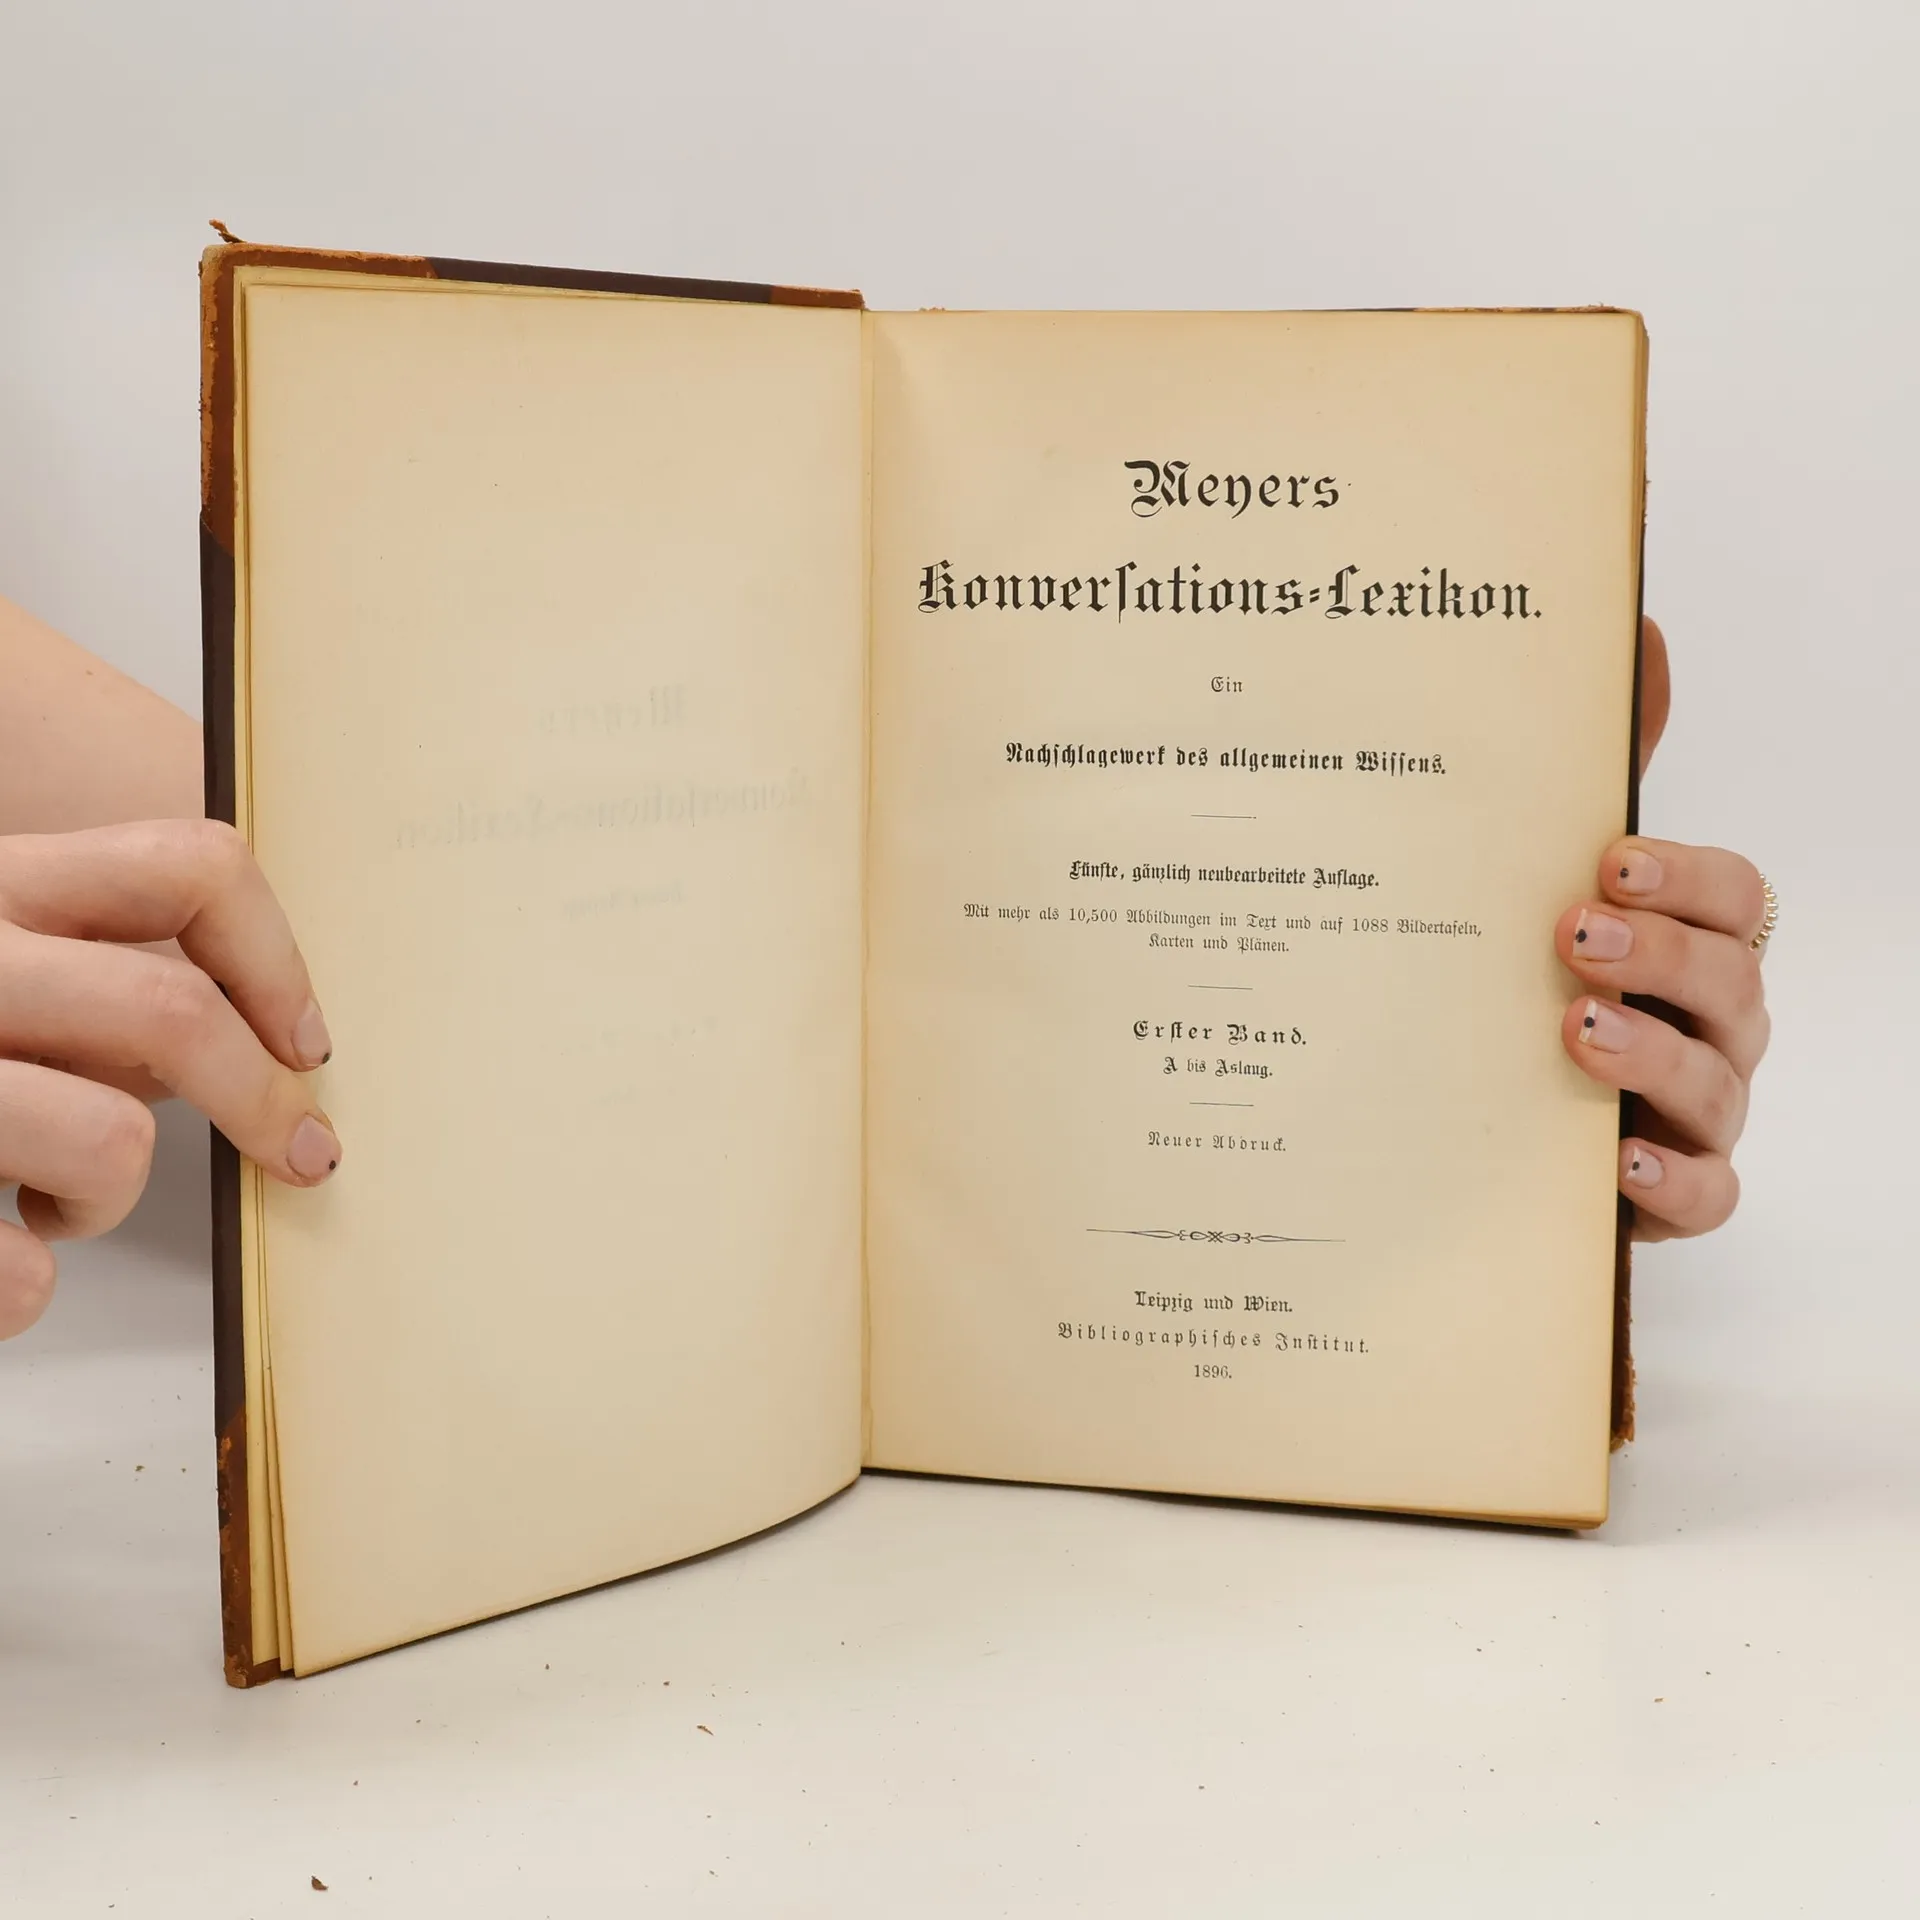 Meyers
Konverſations-Lexikon.
Ein
Nachſchlagewerk des allgemeinen Wiſſens.
Fünfte, gänzlich neubearbeitete Auflage.
Mit mehr als 10,500 Abbildungen im Text und auf 1088 Bildertafeln,
Karten und Plänen.
Erſter Band.
A bis Aslaug.
Neuer Abdruck.
Leipzig und Wien.
Bibliographiſches Inſtitut.
1896.